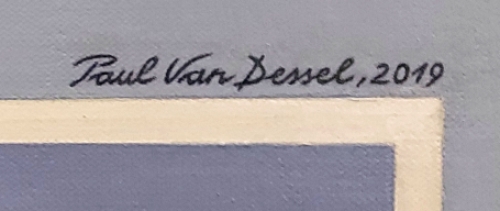 Paul Van Dessel, 2019